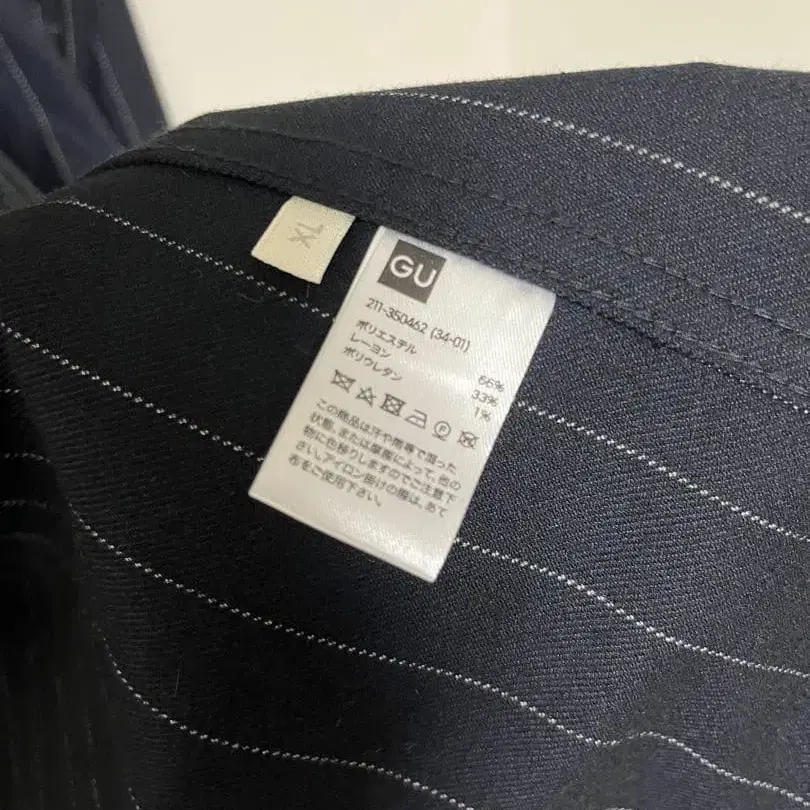 XL
GU
211-350462 (34-01)
ポリエステル 66%
レーヨン 33%
ポリウレタン 1%
この商品は汗や雨等で湿った
状態、または摩擦によって、他の
物に色移りしますのでご注意下
さい。アイロン掛けの際は、あて
布をご使用下さい。